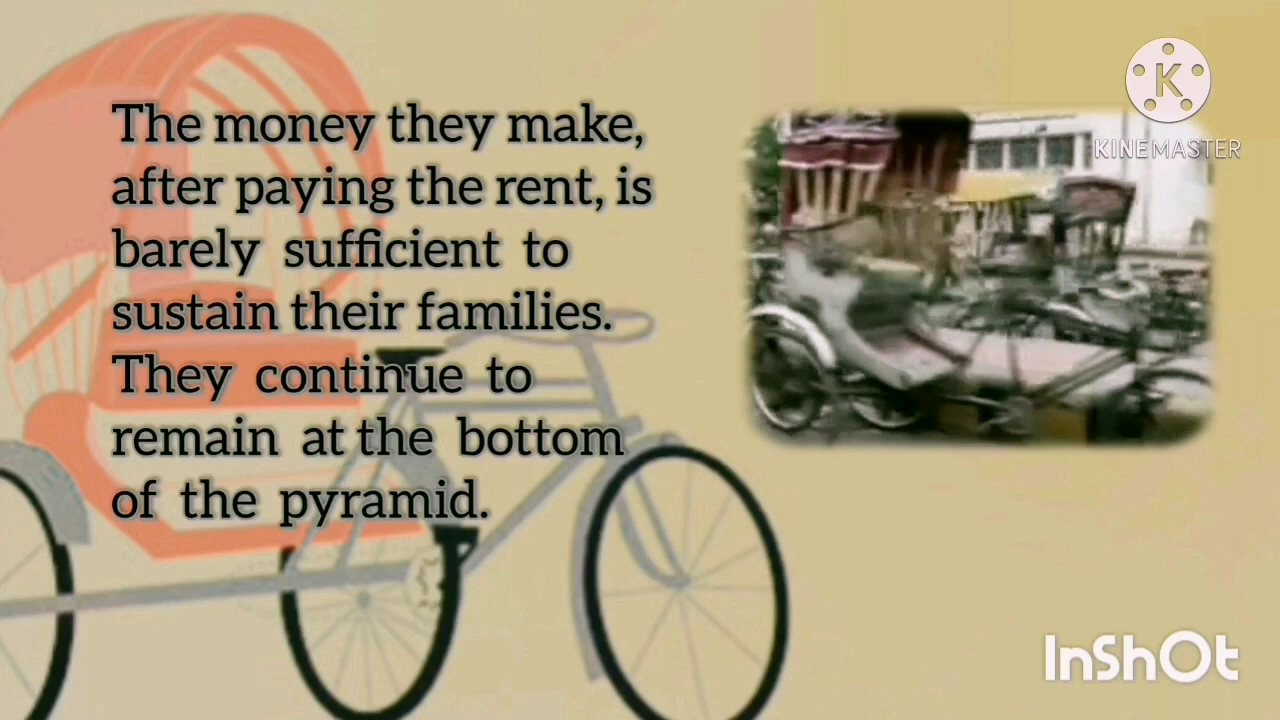 The money they make,
after paying the rent, is
barely sufficient to
sustain their families.
They continue to
remain at the bottom
of the pyramid.
K
KINEMASTER
InShOt